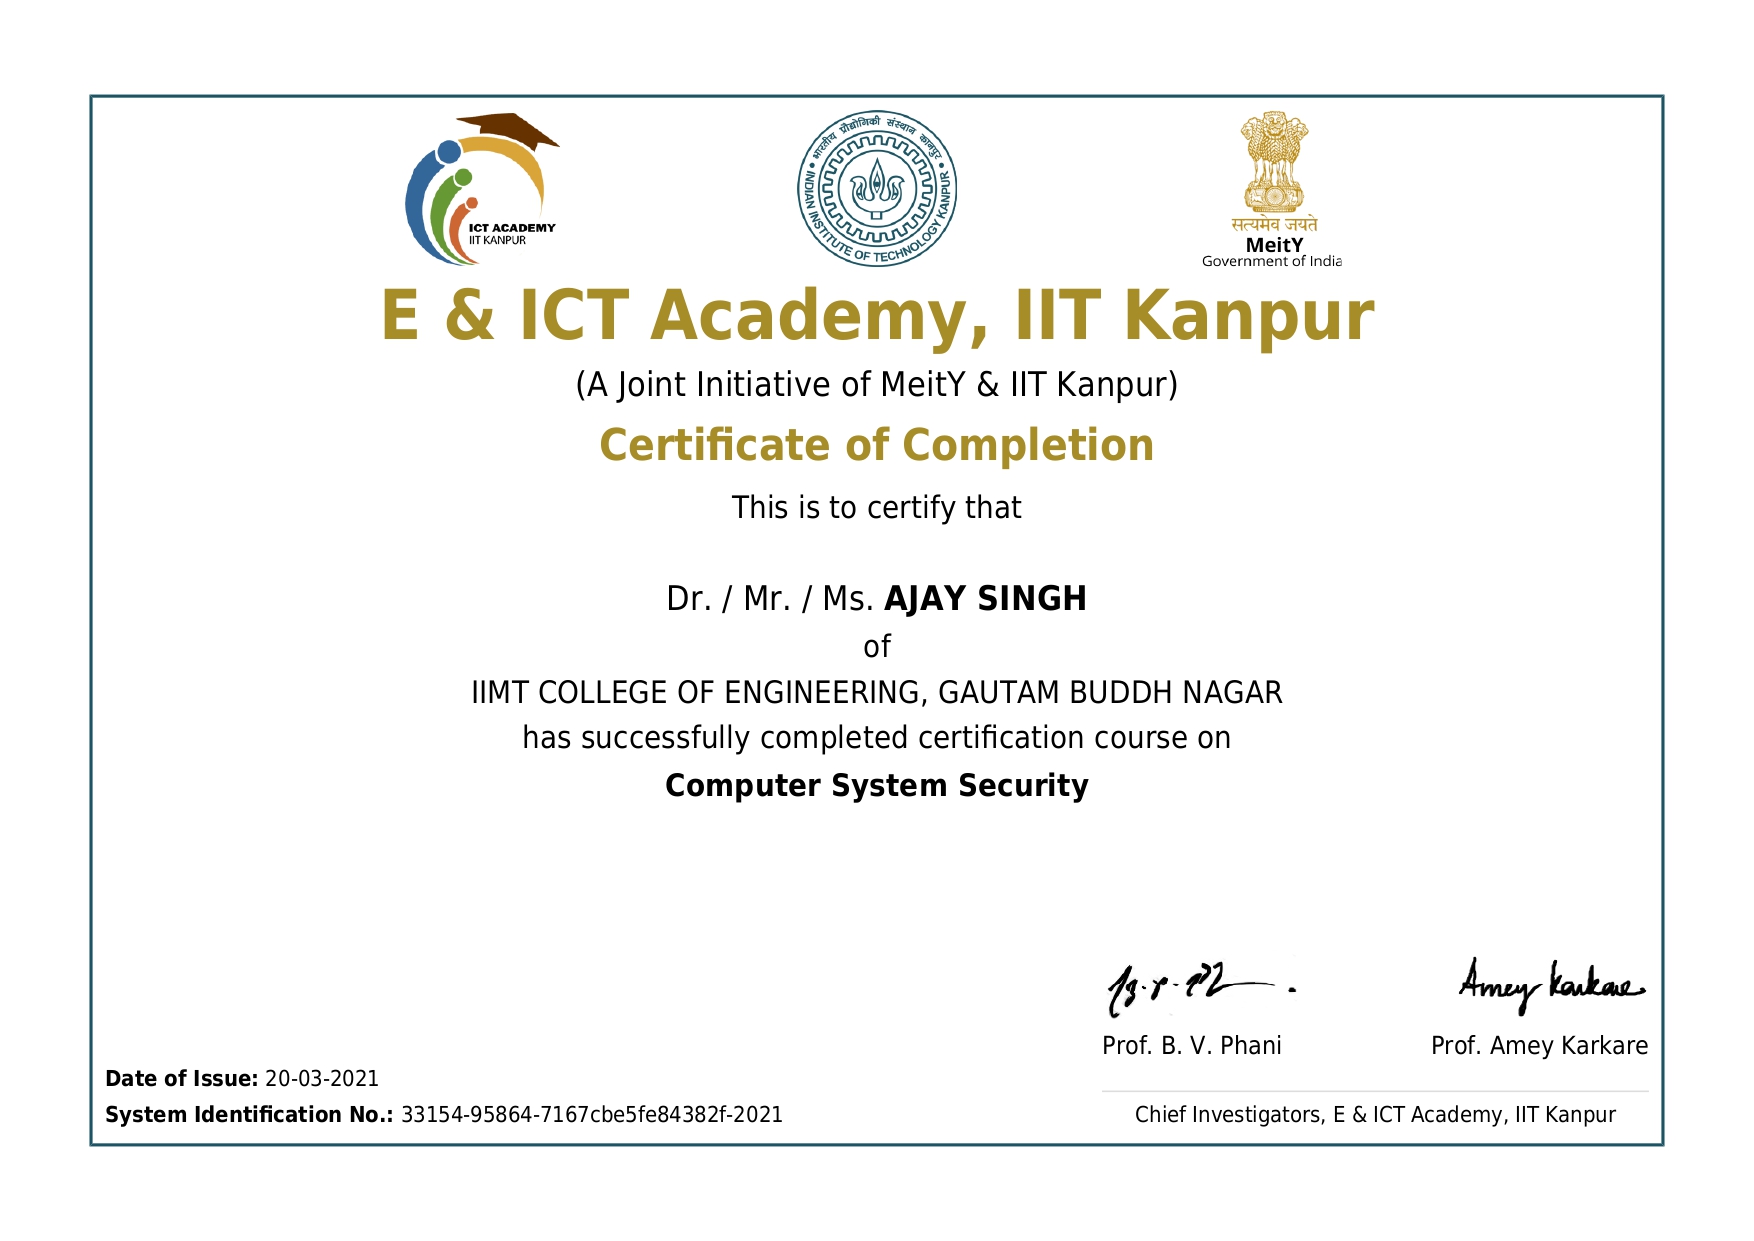 ICT ACADEMY
IIT KANPUR
भारतीय प्रौद्योगिकी संस्थान कानपुर
INDIAN INSTITUTE OF TECHNOLOGY KANPUR
सत्यमेव जयते
MeitY
Government of India
E & ICT Academy, IIT Kanpur
(A Joint Initiative of MeitY & IIT Kanpur)
Certificate of Completion
This is to certify that
Dr. / Mr. / Ms. AJAY SINGH
of
IIMT COLLEGE OF ENGINEERING, GAUTAM BUDDH NAGAR
has successfully completed certification course on
Computer System Security
Amey Karkare
Prof. B. V. Phani
Prof. Amey Karkare
Date of Issue: 20-03-2021
System Identification No.: 33154-95864-7167cbe5fe84382f-2021
Chief Investigators, E & ICT Academy, IIT Kanpur